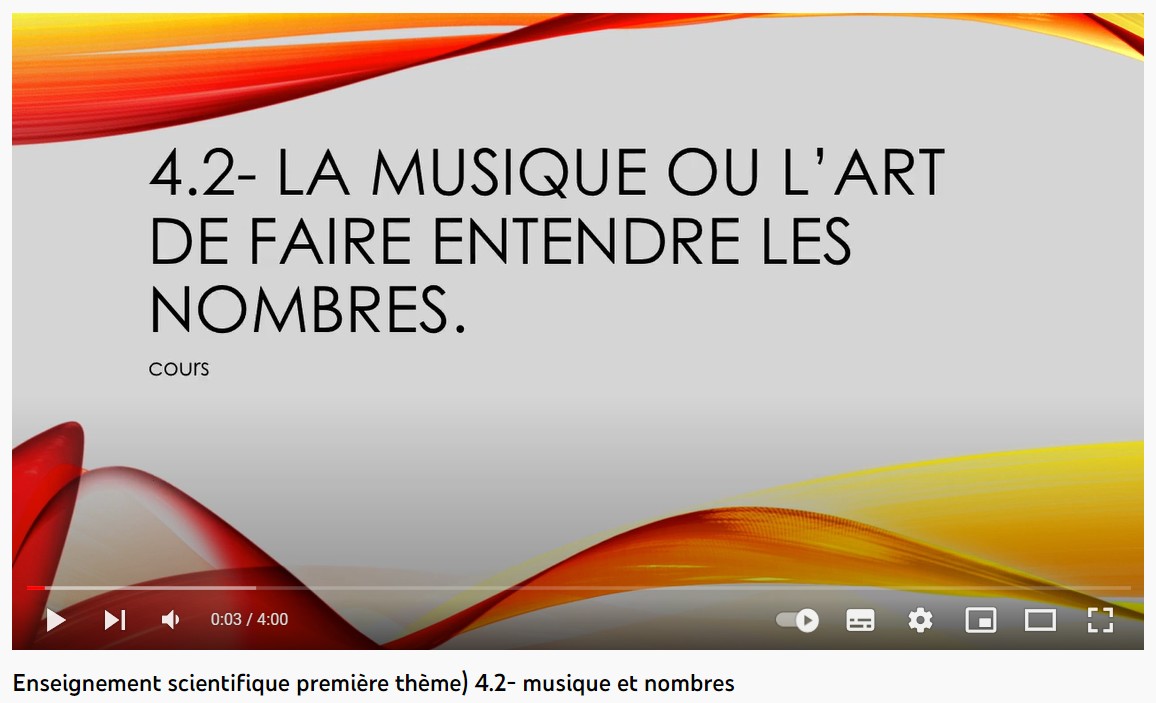 4.2- LA MUSIQUE OU L’ART
DE FAIRE ENTENDRE LES
NOMBRES.
cours
0:03 / 4:00
Enseignement scientifique première thème) 4.2- musique et nombres